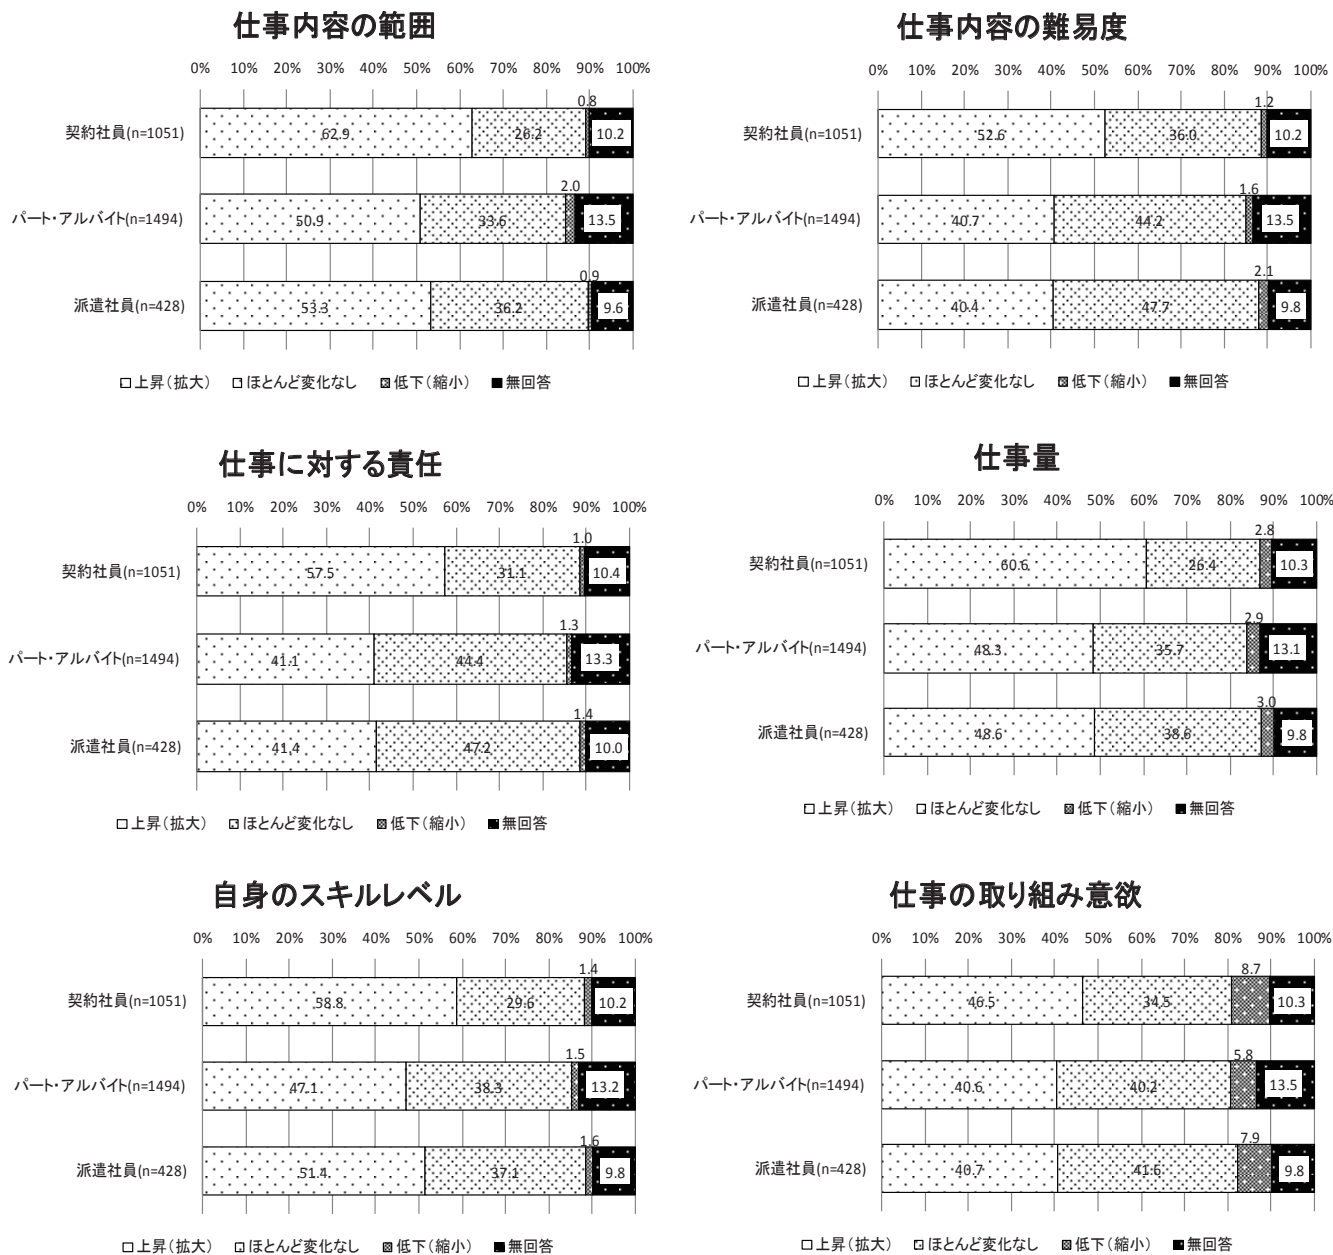 仕事内容の範囲
0% 10% 20% 30% 40% 50% 60% 70% 80% 90% 100%
0.8
契約社員(n=1051) 62.9 26.2 10.2
2.0
パート・アルバイト(n=1494) 50.9 33.6 13.5
0.9
派遣社員(n=428) 53.3 36.2 9.6
上昇(拡大) ほとんど変化なし 低下(縮小) 無回答
仕事内容の難易度
0% 10% 20% 30% 40% 50% 60% 70% 80% 90% 100%
1.2
契約社員(n=1051) 52.6 36.0 10.2
1.6
パート・アルバイト(n=1494) 40.7 44.2 13.5
2.1
派遣社員(n=428) 40.4 47.7 9.8
上昇(拡大) ほとんど変化なし 低下(縮小) 無回答
仕事に対する責任
0% 10% 20% 30% 40% 50% 60% 70% 80% 90% 100%
1.0
契約社員(n=1051) 57.5 31.1 10.4
1.3
パート・アルバイト(n=1494) 41.1 44.4 13.3
1.4
派遣社員(n=428) 41.4 47.2 10.0
上昇(拡大) ほとんど変化なし 低下(縮小) 無回答
仕事量
0% 10% 20% 30% 40% 50% 60% 70% 80% 90% 100%
2.8
契約社員(n=1051) 60.6 26.4 10.3
2.9
パート・アルバイト(n=1494) 48.3 35.7 13.1
3.0
派遣社員(n=428) 48.6 38.6 9.8
上昇(拡大) ほとんど変化なし 低下(縮小) 無回答
自身のスキルレベル
0% 10% 20% 30% 40% 50% 60% 70% 80% 90% 100%
1.4
契約社員(n=1051) 58.8 29.6 10.2
1.5
パート・アルバイト(n=1494) 47.1 38.3 13.2
1.6
派遣社員(n=428) 51.4 37.1 9.8
上昇(拡大) ほとんど変化なし 低下(縮小) 無回答
仕事の取り組み意欲
0% 10% 20% 30% 40% 50% 60% 70% 80% 90% 100%
8.7
契約社員(n=1051) 46.5 34.5 10.3
5.8
パート・アルバイト(n=1494) 40.6 40.2 13.5
7.9
派遣社員(n=428) 40.7 41.6 9.8
上昇(拡大) ほとんど変化なし 低下(縮小) 無回答